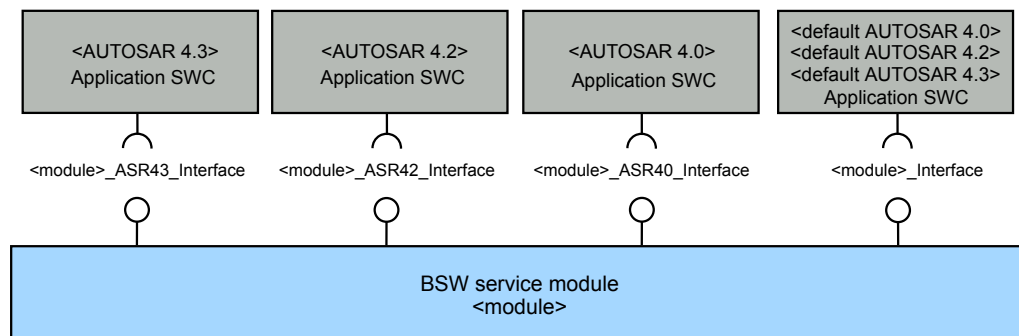 <AUTOSAR 4.3>
Application SWC
<AUTOSAR 4.2>
Application SWC
<AUTOSAR 4.0>
Application SWC
<default AUTOSAR 4.0>
<default AUTOSAR 4.2>
<default AUTOSAR 4.3>
Application SWC
<module>_ASR43_Interface
<module>_ASR42_Interface
<module>_ASR40_Interface
<module>_Interface
BSW service module
<module>